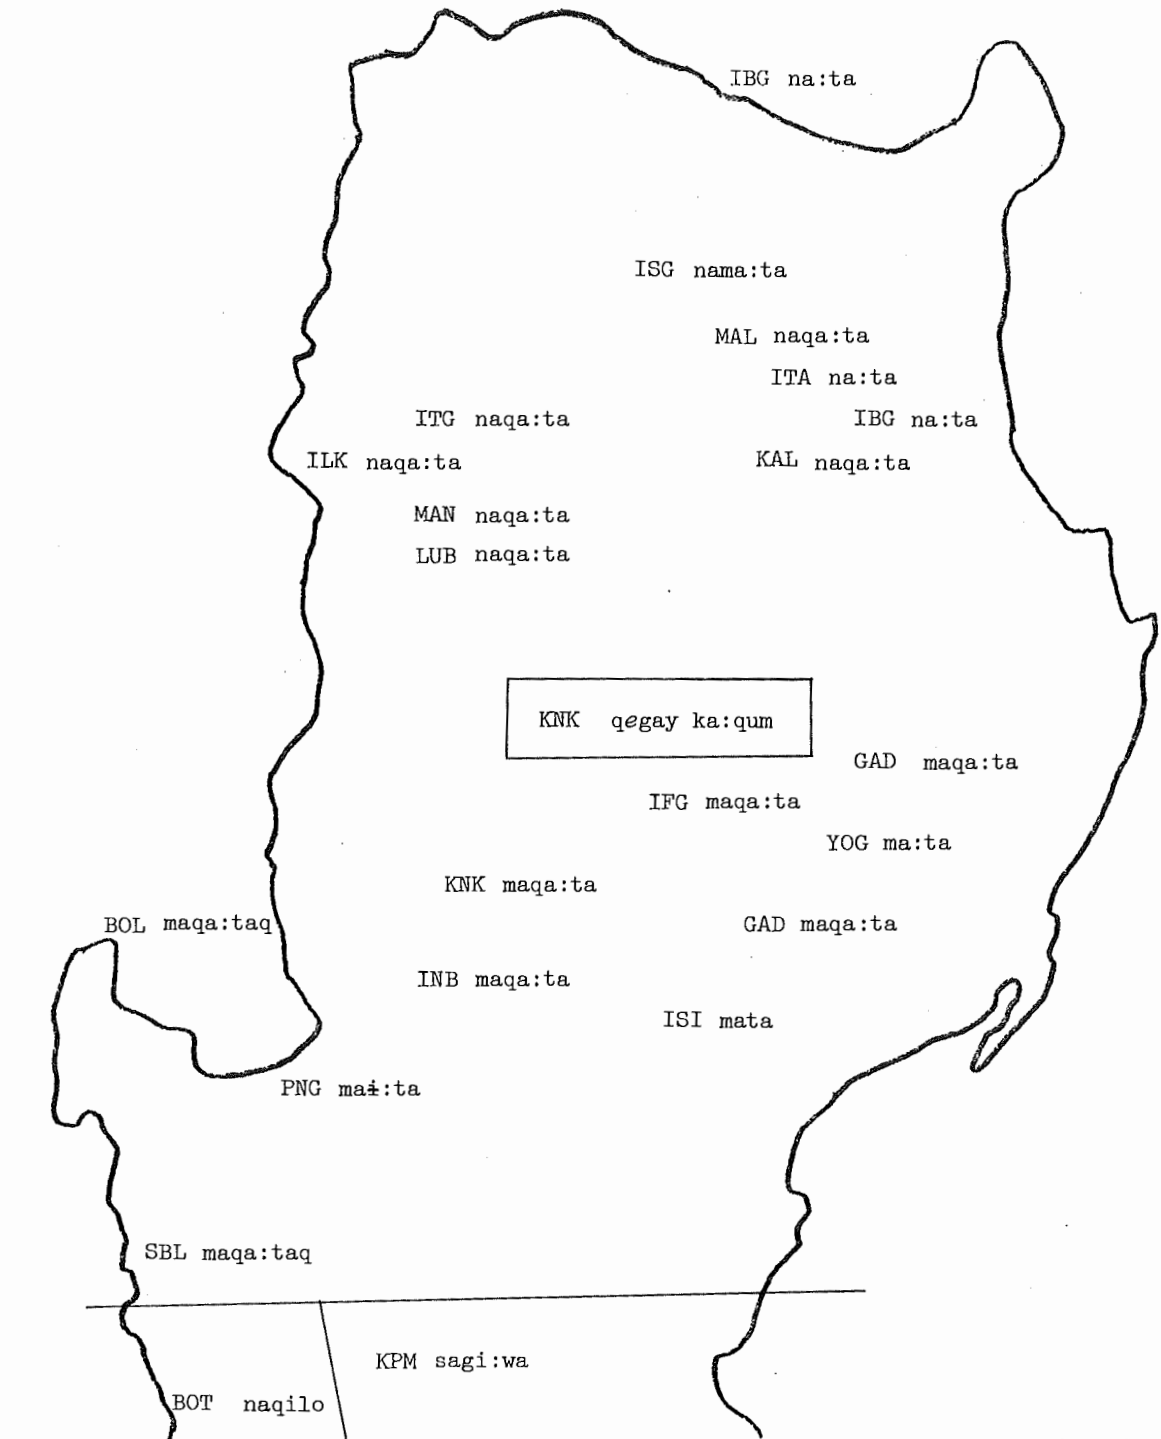 IBG na:ta
ISG nama:ta
MAL naqa:ta
ITA na:ta
ITG naqa:ta
IBG na:ta
ILK naqa:ta
KAL naqa:ta
MAN naqa:ta
LUB naqa:ta
KNK qegay ka:qum
GAD maqa:ta
IFG maqa:ta
YOG ma:ta
KNK maqa:ta
BOL maqa:taq
GAD maqa:ta
INB maqa:ta
ISI mata
PNG maɨ:ta
SBL maqa:taq
KPM sagi:wa
BOT naqilo